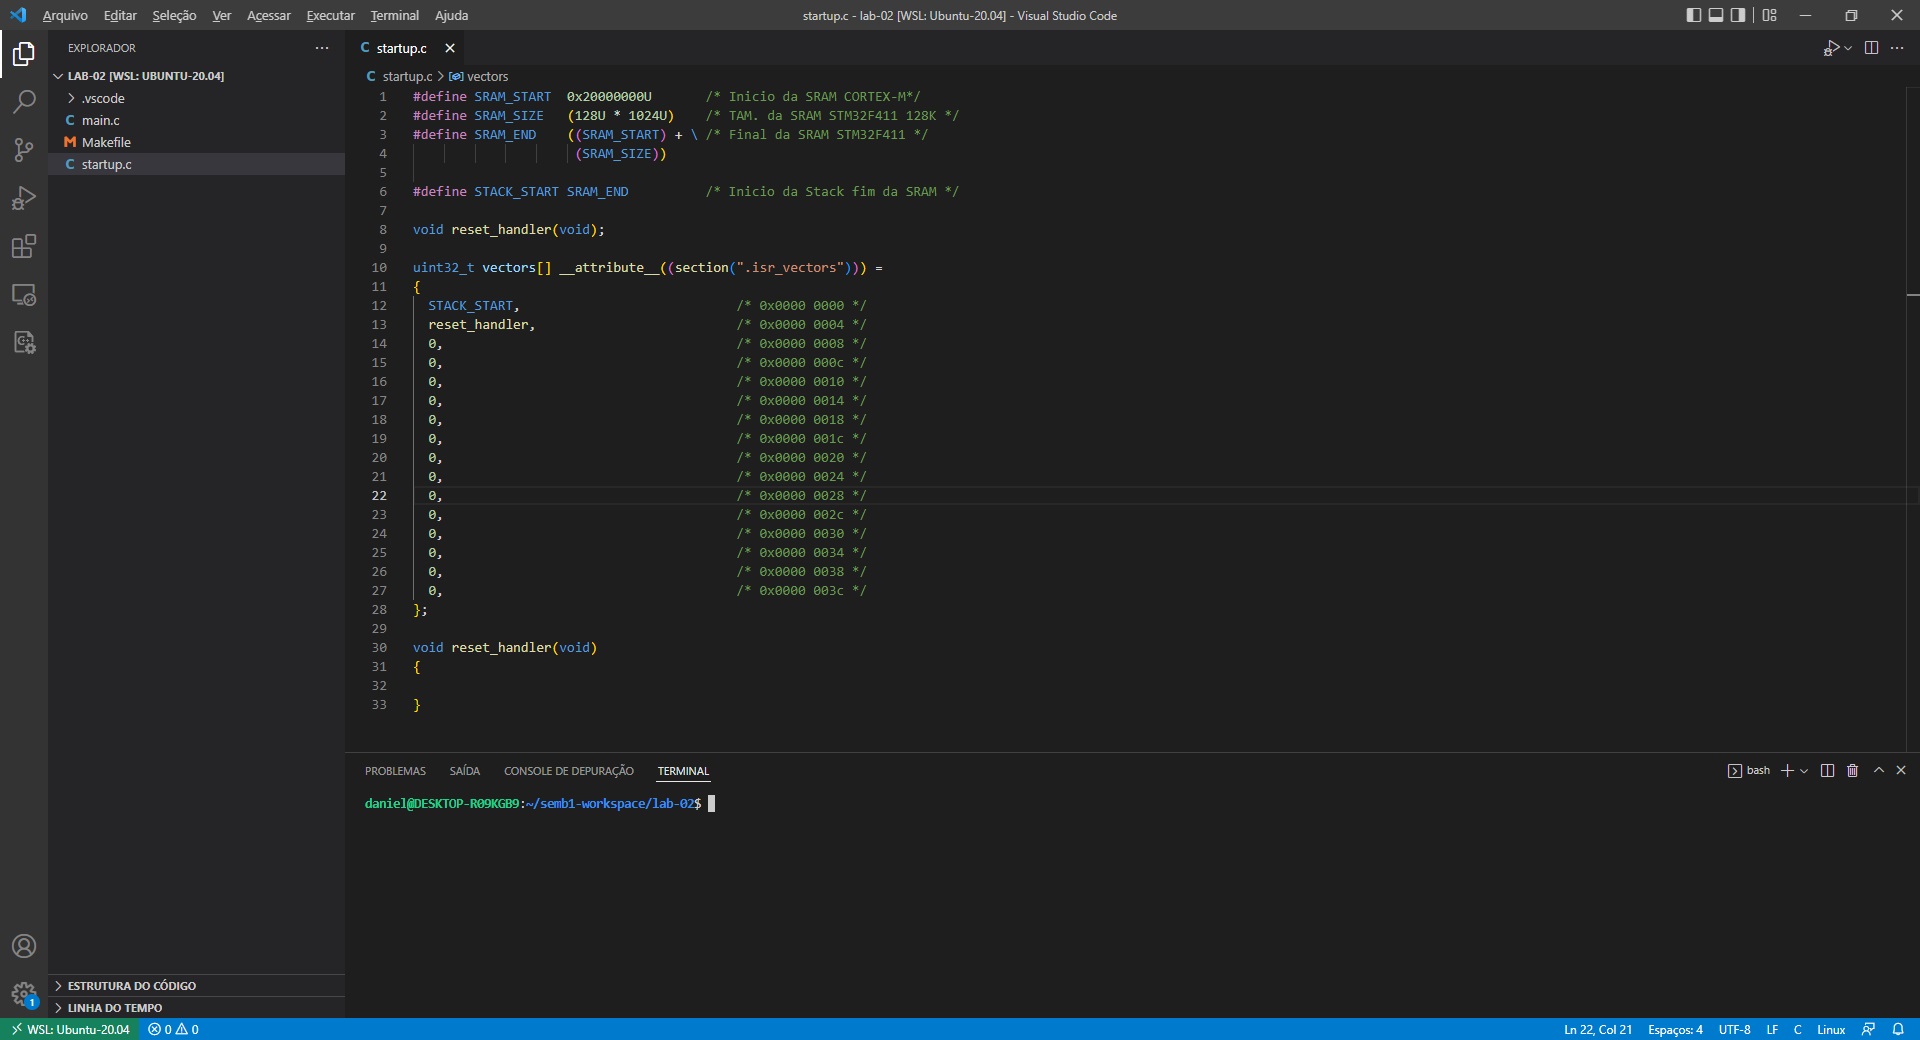 Arquivo Editar Seleção Ver Acessar Executar Terminal Ajuda startup.c - lab-02 [WSL: Ubuntu-20.04] - Visual Studio Code
EXPLORADOR
LAB-02 [WSL: UBUNTU-20.04]
.vscode
C main.c
M Makefile
C startup.c
ESTRUTURA DO CÓDIGO
LINHA DO TEMPO
1
C startup.c
C startup.c > vectors
1 #define SRAM_START 0x20000000U /* Inicio da SRAM CORTEX-M*/
2 #define SRAM_SIZE (128U * 1024U) /* TAM. da SRAM STM32F411 128K */
3 #define SRAM_END ((SRAM_START) + \ /* Final da SRAM STM32F411 */
4 (SRAM_SIZE))
5
6 #define STACK_START SRAM_END /* Inicio da Stack fim da SRAM */
7
8 void reset_handler(void);
9
10 uint32_t vectors[] __attribute__((section(".isr_vectors"))) =
11 {
12 STACK_START, /* 0x0000 0000 */
13 reset_handler, /* 0x0000 0004 */
14 0, /* 0x0000 0008 */
15 0, /* 0x0000 000c */
16 0, /* 0x0000 0010 */
17 0, /* 0x0000 0014 */
18 0, /* 0x0000 0018 */
19 0, /* 0x0000 001c */
20 0, /* 0x0000 0020 */
21 0, /* 0x0000 0024 */
22 0, /* 0x0000 0028 */
23 0, /* 0x0000 002c */
24 0, /* 0x0000 0030 */
25 0, /* 0x0000 0034 */
26 0, /* 0x0000 0038 */
27 0, /* 0x0000 003c */
28 };
29
30 void reset_handler(void)
31 {
32
33 }
PROBLEMAS SAÍDA CONSOLE DE DEPURAÇÃO TERMINAL bash
daniel@DESKTOP-R09KGB9:~/semb1-workspace/lab-02$
WSL: Ubuntu-20.04 0 0 Ln 22, Col 21 Espaços: 4 UTF-8 LF C Linux